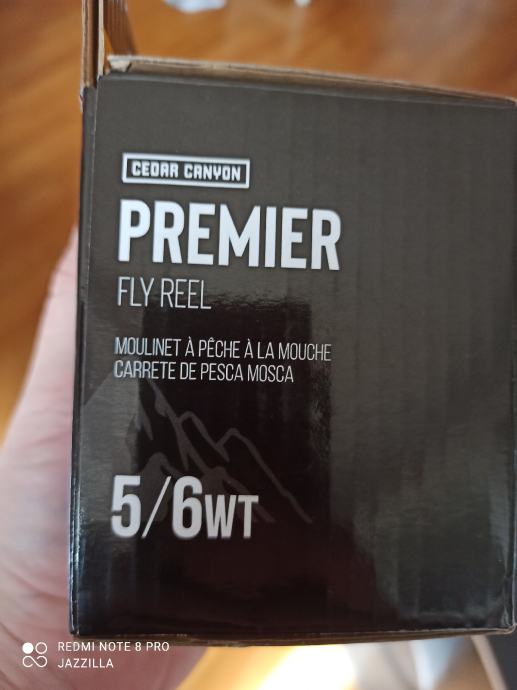 CEDAR CANYON
PREMIER
FLY REEL
MOULINET À PÊCHE À LA MOUCHE
CARRETE DE PESCA MOSCA
5/6WT
REDMI NOTE 8 PRO
JAZZILLA